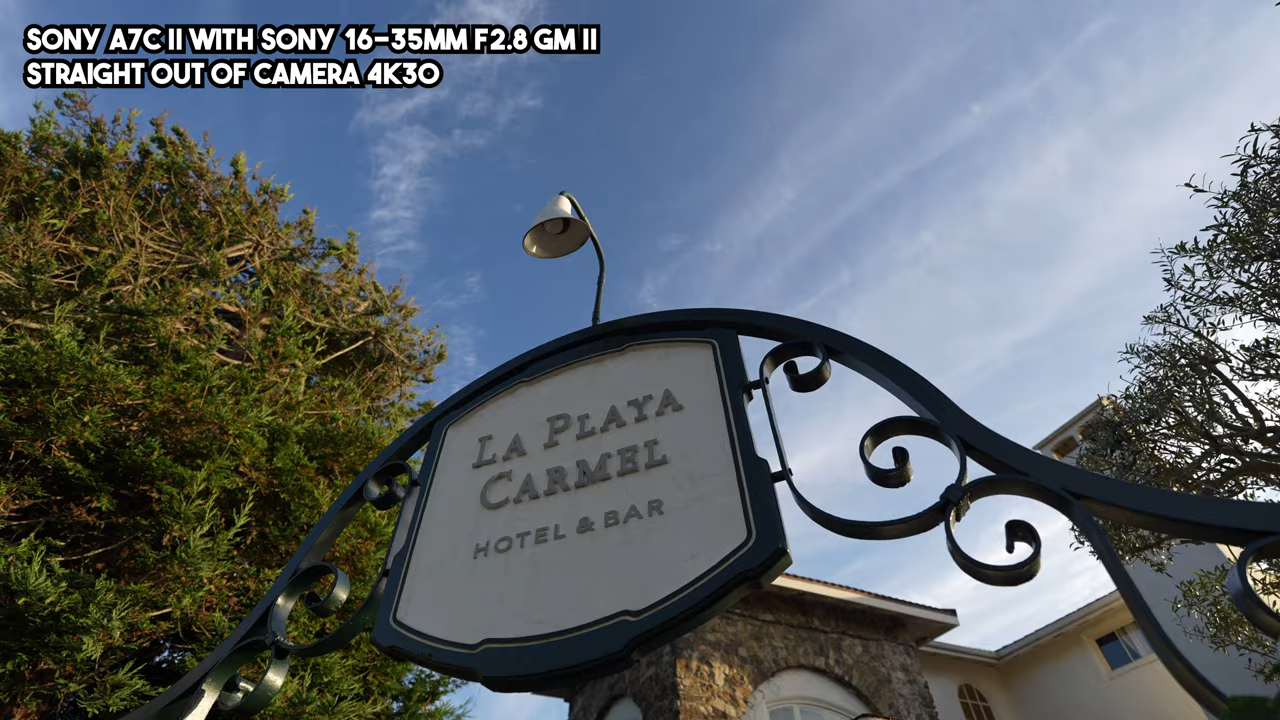 SONY A7C II WITH SONY 16-35MM F2.8 GM II
STRAIGHT OUT OF CAMERA 4K30
LA PLAYA
CARMEL
HOTEL & BAR